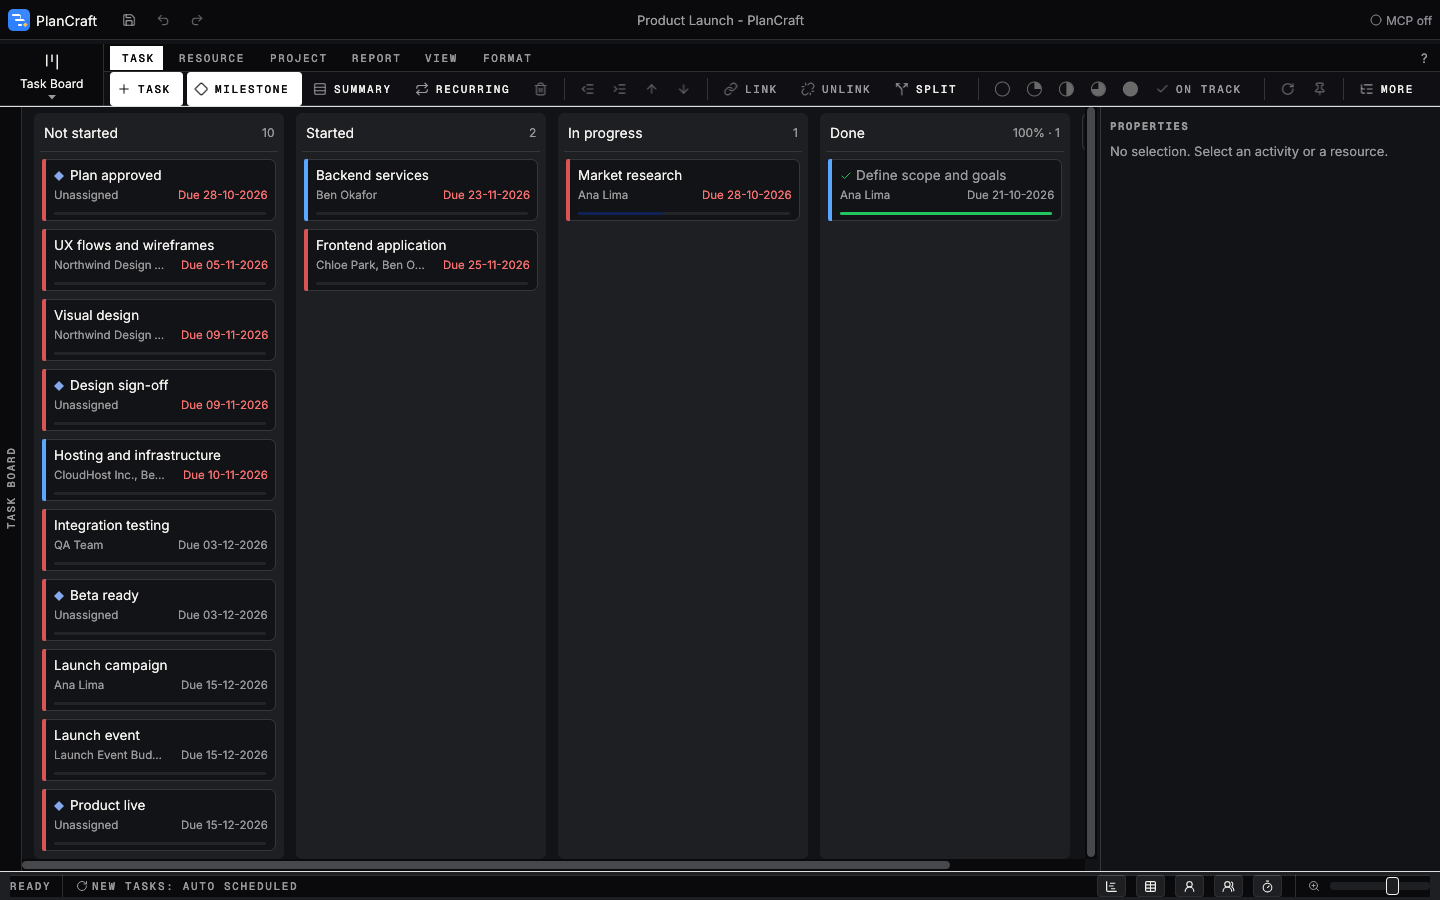 PlanCraft
Product Launch - PlanCraft
MCP off
Task Board
TASK
RESOURCE
PROJECT
REPORT
VIEW
FORMAT
?
TASK
MILESTONE
SUMMARY
RECURRING
LINK
UNLINK
SPLIT
ON TRACK
MORE
TASK BOARD
Not started
10
Plan approved
Unassigned
Due 28-10-2026
UX flows and wireframes
Northwind Design ...
Due 05-11-2026
Visual design
Northwind Design ...
Due 09-11-2026
Design sign-off
Unassigned
Due 09-11-2026
Hosting and infrastructure
CloudHost Inc., Be...
Due 10-11-2026
Integration testing
QA Team
Due 03-12-2026
Beta ready
Unassigned
Due 03-12-2026
Launch campaign
Ana Lima
Due 15-12-2026
Launch event
Launch Event Bud...
Due 15-12-2026
Product live
Unassigned
Due 15-12-2026
Started
2
Backend services
Ben Okafor
Due 23-11-2026
Frontend application
Chloe Park, Ben O...
Due 25-11-2026
In progress
1
Market research
Ana Lima
Due 28-10-2026
Done
100% · 1
Define scope and goals
Ana Lima
Due 21-10-2026
PROPERTIES
No selection. Select an activity or a resource.
READY
NEW TASKS: AUTO SCHEDULED